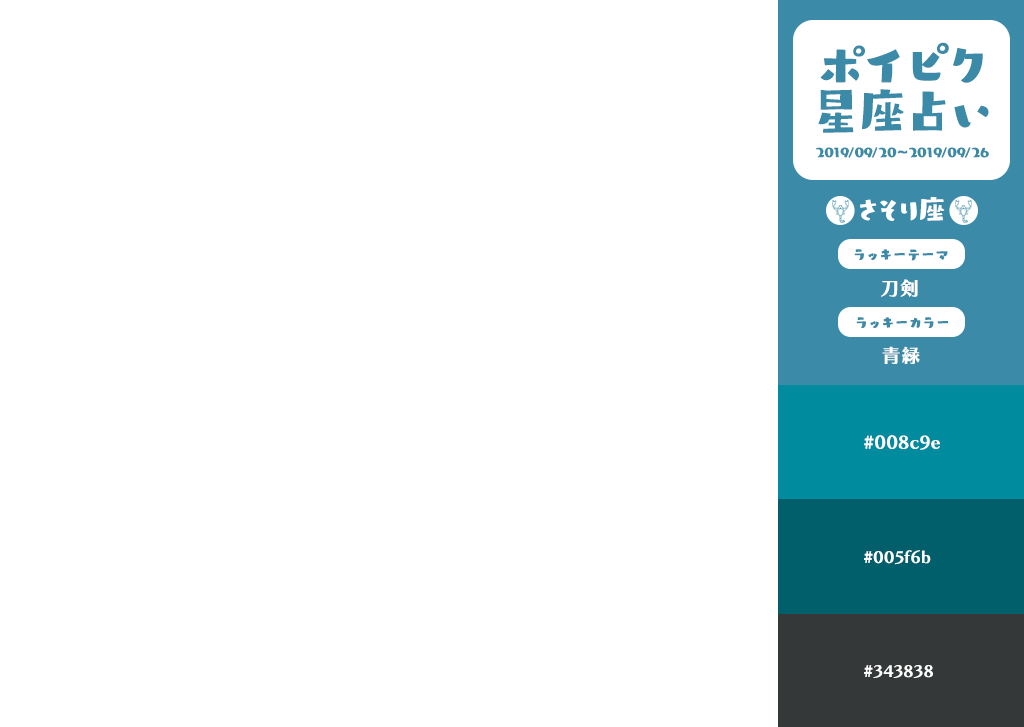 ポイピク
星座占い
2019/09/20~2019/09/26
さそり座
ラッキーテーマ
刀剣
ラッキーカラー
青緑
#008c9e
#005f6b
#343838